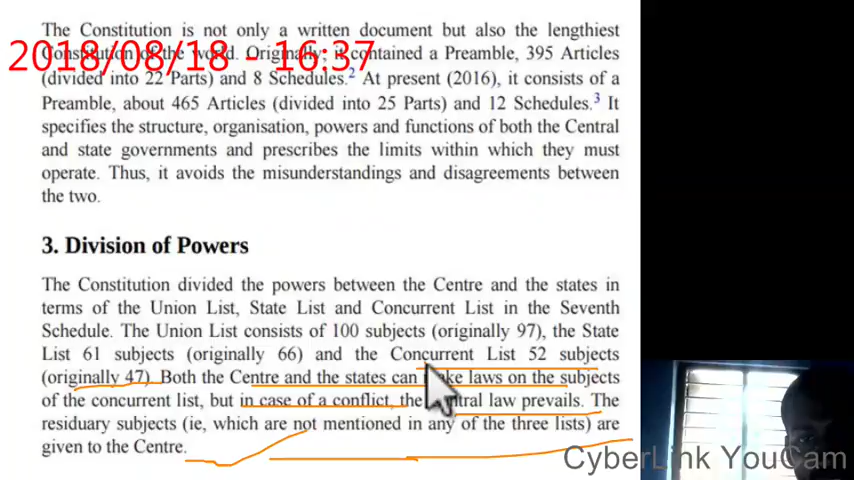 The Constitution is not only a written document but also the lengthiest
2018/08/18 - 16:37
Constitution of the world. Originally, it contained a Preamble, 395 Articles
(divided into 22 Parts) and 8 Schedules.2 At present (2016), it consists of a
Preamble, about 465 Articles (divided into 25 Parts) and 12 Schedules.3 It
specifies the structure, organisation, powers and functions of both the Central
and state governments and prescribes the limits within which they must
operate. Thus, it avoids the misunderstandings and disagreements between
the two.
3. Division of Powers
The Constitution divided the powers between the Centre and the states in
terms of the Union List, State List and Concurrent List in the Seventh
Schedule. The Union List consists of 100 subjects (originally 97), the State
List 61 subjects (originally 66) and the Concurrent List 52 subjects
(originally 47). Both the Centre and the states can make laws on the subjects
of the concurrent list, but in case of a conflict, the central law prevails. The
residuary subjects (ie, which are not mentioned in any of the three lists) are
given to the Centre.
CyberLink YouCam